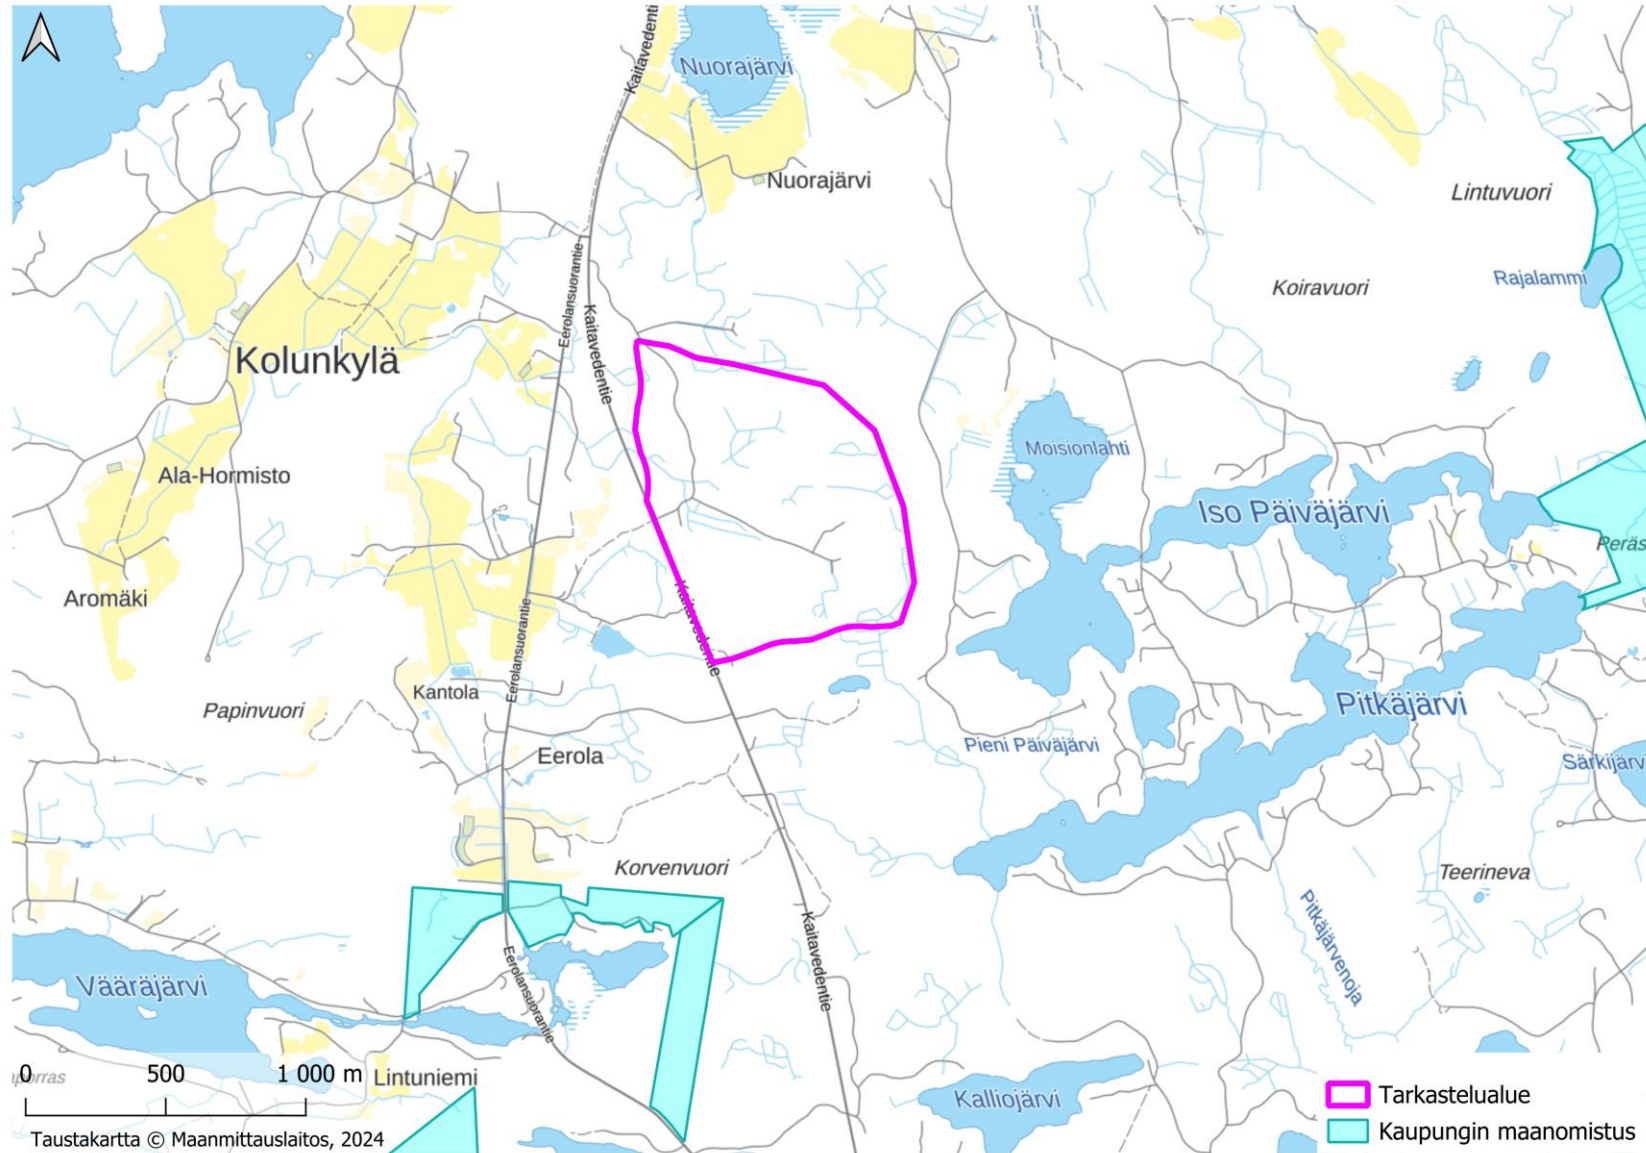 Kaitavedentie
Nuorajärvi
Nuorajärvi
Lintuvuori
Koiravuori
Rajalammi
Eerolansuorantie
Kaitavedentie
Kolunkylä
Moisionlahti
Ala-Hormisto
Iso Päiväjärvi
Peräs
Aromäki
Kaitavedentie
Eerolansuorantie
Kantola
Papinvuori
Pitkäjärvi
Pieni Päiväjärvi
Eerola
Särkijärvi
Korvenvuori
Teerineva
Pitkäjärvenoja
Kaitavedentie
Eerolansuorantie
Vääräjärvi
0 500 1 000 m
Lintuniemi
Kalliojärvi
Tarkastelualue
Kaupungin maanomistus
Taustakartta © Maanmittauslaitos, 2024